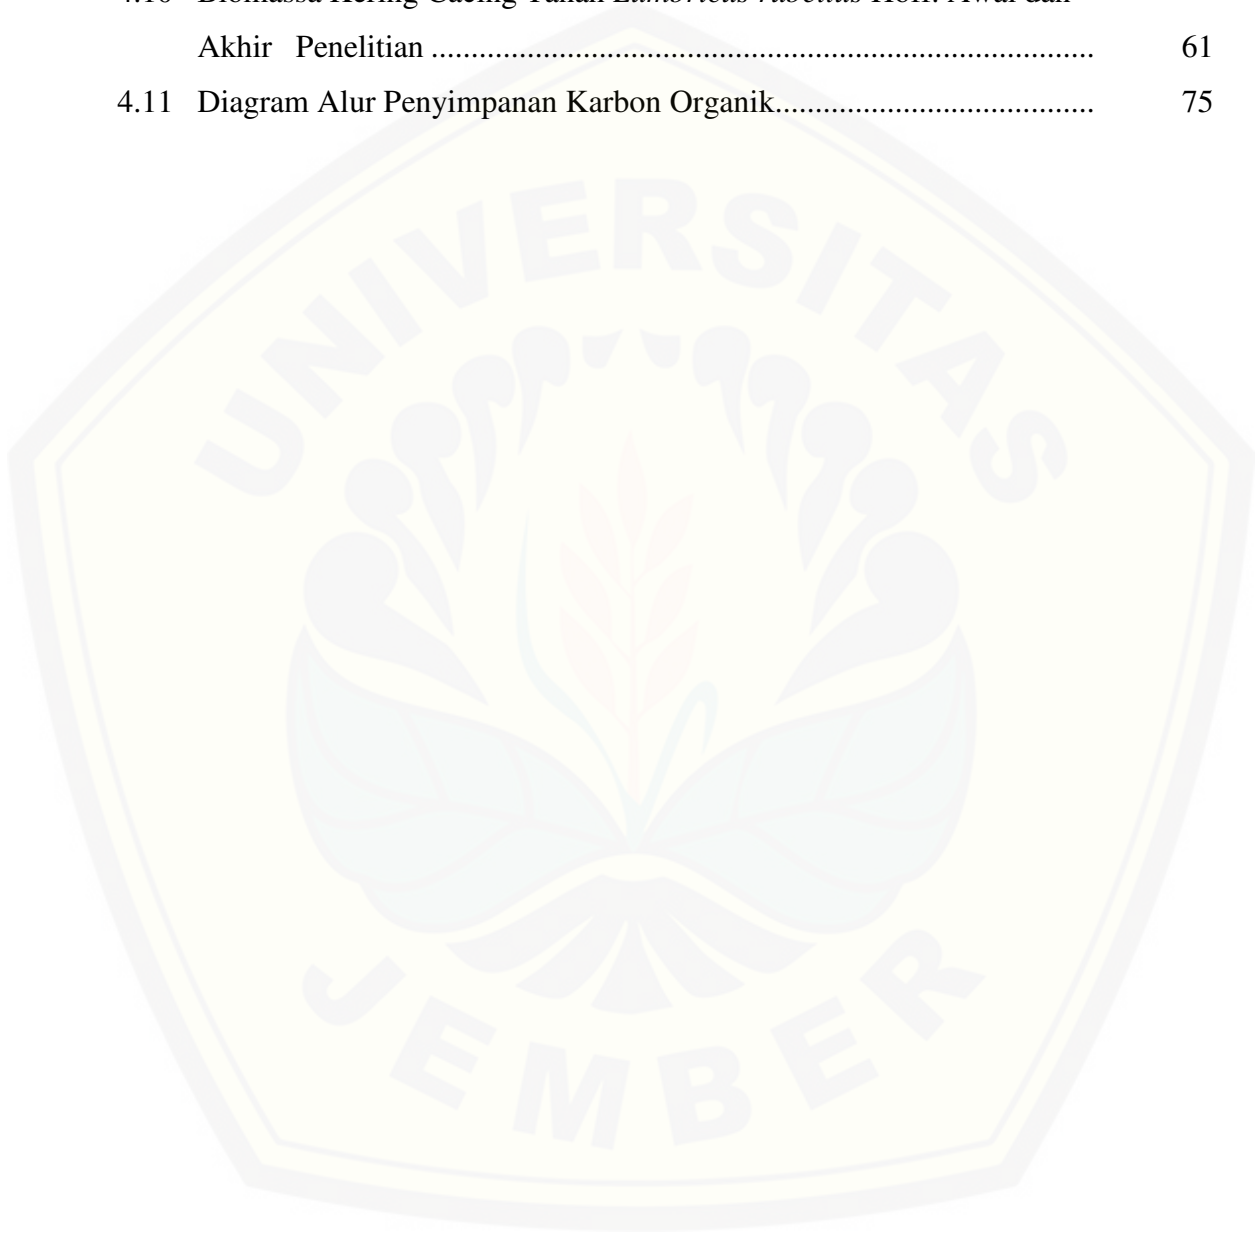 4.10 Biomassa Kering Cacing Tanah Lumbricus rubellus Hoff. Awal dan
Akhir Penelitian .................................................................................. 61
4.11 Diagram Alur Penyimpanan Karbon Organik........................................ 75
UNIVERSITAS
JEMBER